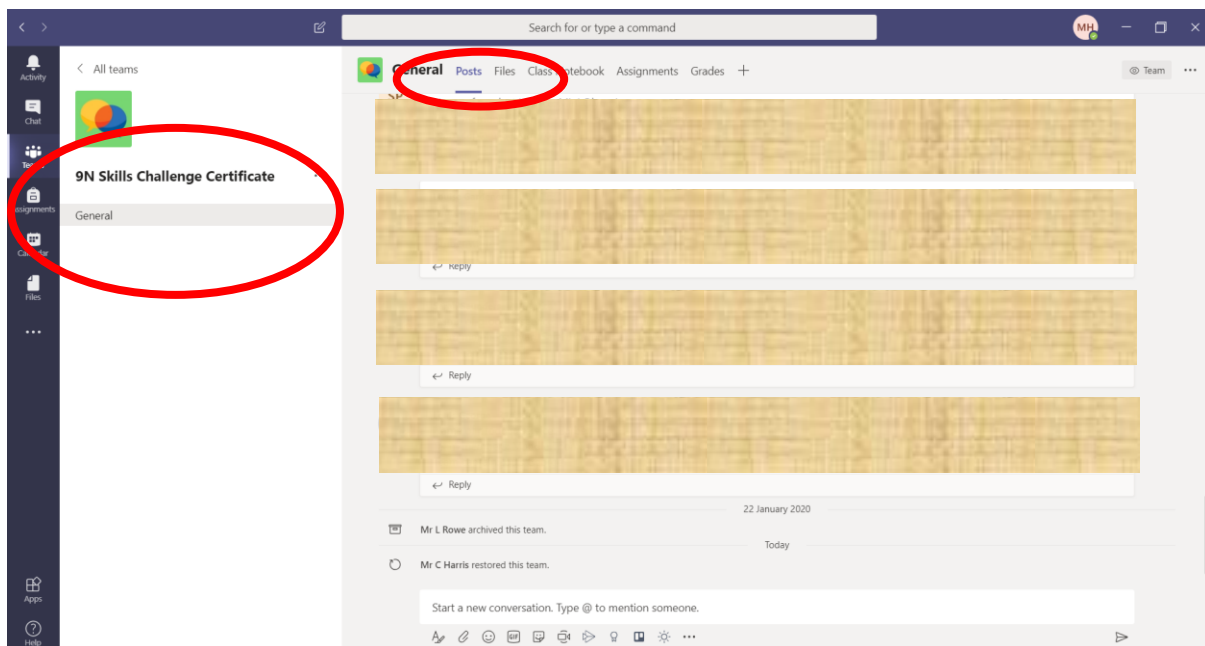 Search for or type a command
MH
Activity
Chat
Assignments
Files
Apps
Help
All teams
9N Skills Challenge Certificate
General
General Posts Files Class Notebook Assignments Grades
Team
Reply
Reply
Reply
22 January 2020
Mr L Rowe archived this team.
Today
Mr C Harris restored this team.
Start a new conversation. Type @ to mention someone.
GIF